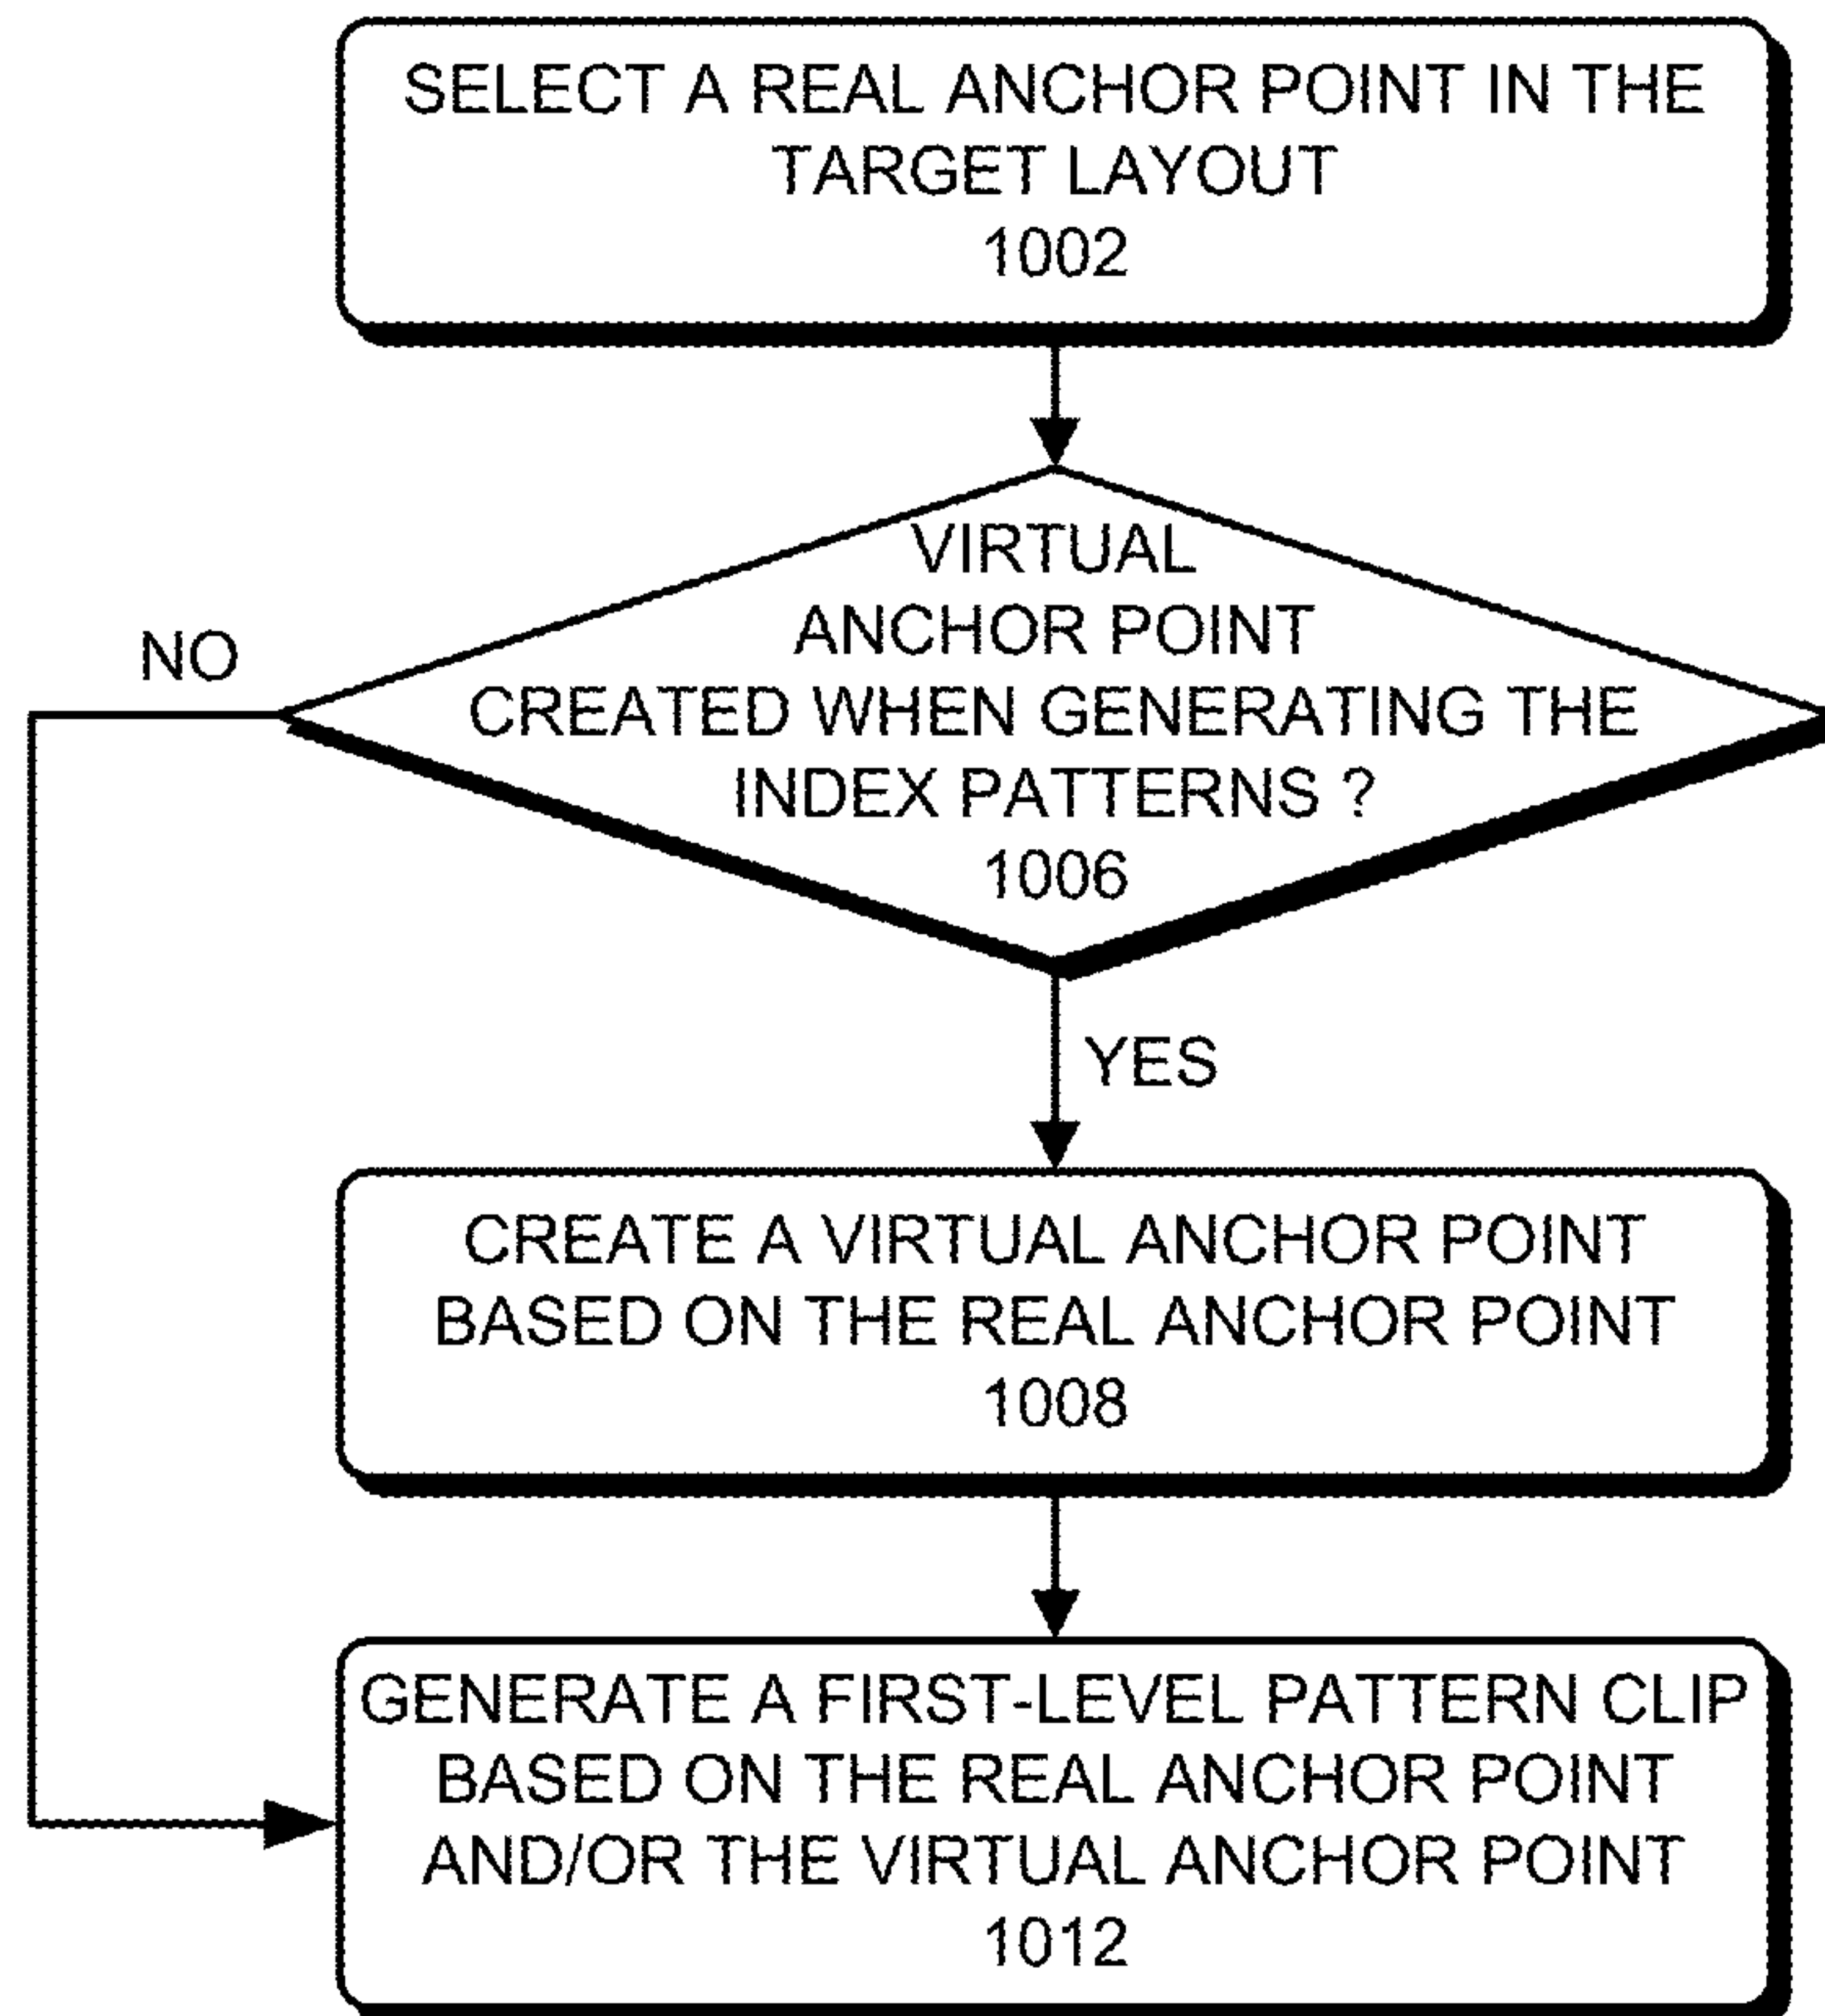 SELECT A REAL ANCHOR POINT IN THE
TARGET LAYOUT
1002
VIRTUAL
ANCHOR POINT
CREATED WHEN GENERATING THE
INDEX PATTERNS ?
1006
NO
YES
CREATE A VIRTUAL ANCHOR POINT
BASED ON THE REAL ANCHOR POINT
1008
GENERATE A FIRST-LEVEL PATTERN CLIP
BASED ON THE REAL ANCHOR POINT
AND/OR THE VIRTUAL ANCHOR POINT
1012